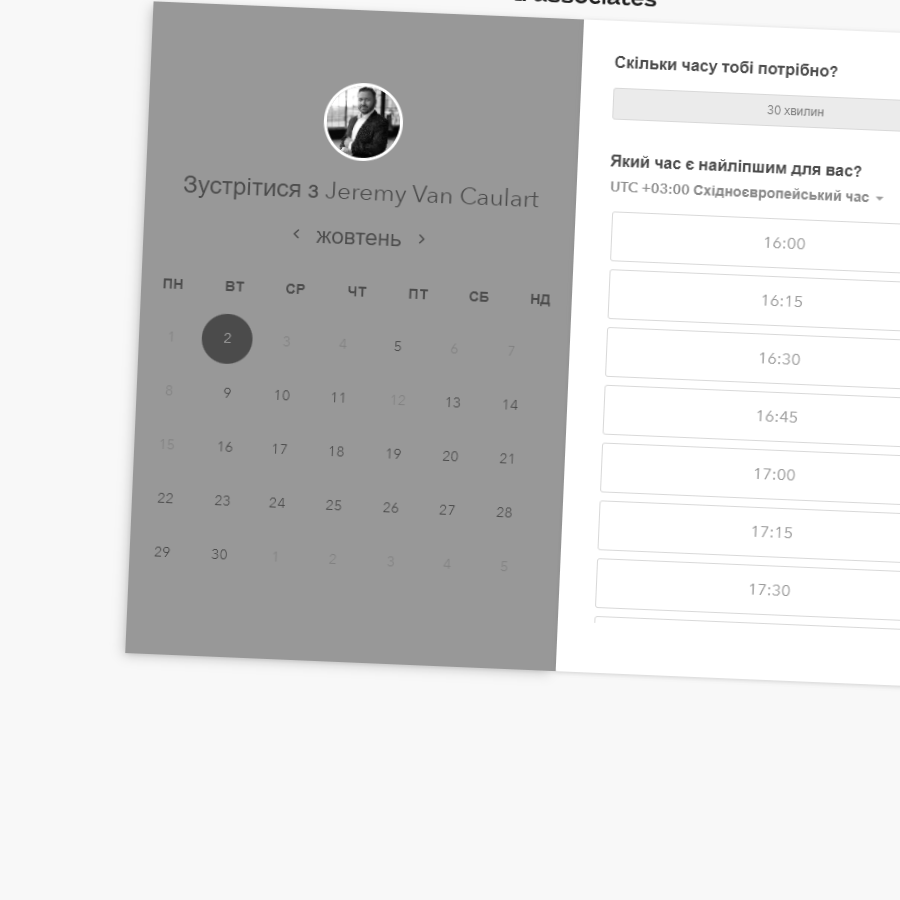 associates
Зустрітися з Jeremy Van Caulart
жовтень
ПН ВТ СР ЧТ ПТ СБ НД
1 2 3 4 5 6 7
8 9 10 11 12 13 14
15 16 17 18 19 20 21
22 23 24 25 26 27 28
29 30 1 2 3 4 5
Скільки часу тобі потрібно?
30 хвилин
Який час є найліпшим для вас?
UTC +03:00 Східноєвропейський час
16:00
16:15
16:30
16:45
17:00
17:15
17:30